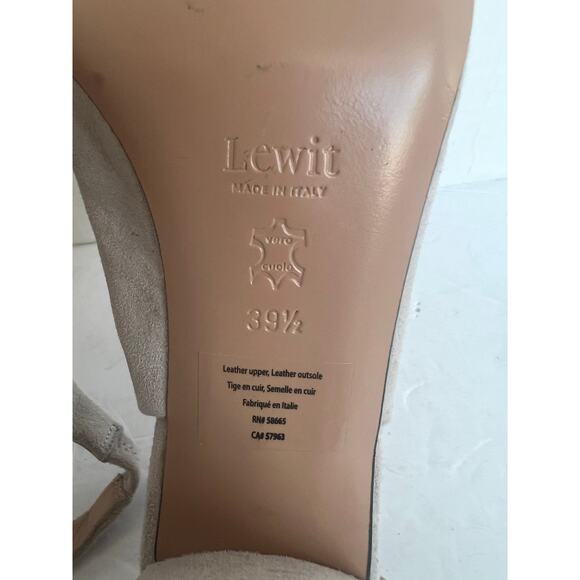 Lewit
MADE IN ITALY
vero
cuoio
39½
Leather upper, Leather outsole
Tige en cuir, Semelle en cuir
Fabriqué en Italie
RN# 58665
CA# 57963